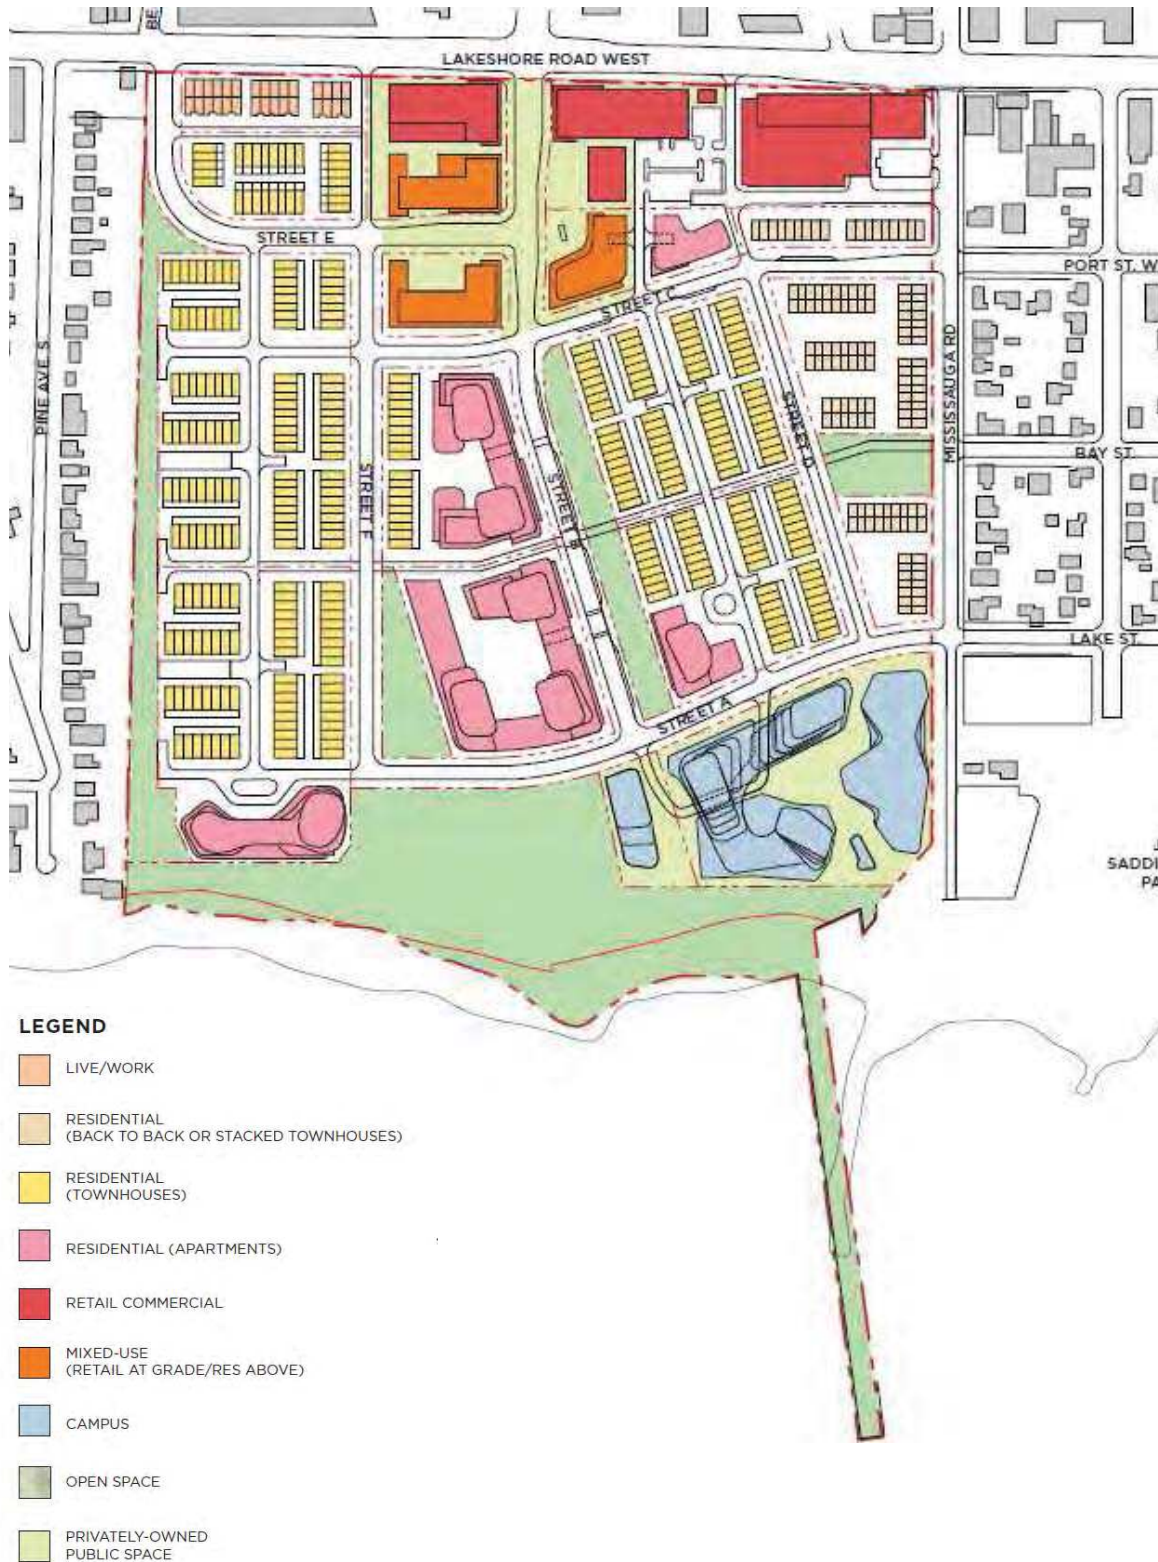 LAKESHORE ROAD WEST
STREET E
PORT ST. W
STREET C
PINE AVE S
MISSISSAUGA RD
STREET D
BAY ST.
STREET F
STREET B
LAKE ST.
STREET A
SADDI
PA
LEGEND
LIVE/WORK
RESIDENTIAL
(BACK TO BACK OR STACKED TOWNHOUSES)
RESIDENTIAL
(TOWNHOUSES)
RESIDENTIAL (APARTMENTS)
RETAIL COMMERCIAL
MIXED-USE
(RETAIL AT GRADE/RES ABOVE)
CAMPUS
OPEN SPACE
PRIVATELY-OWNED
PUBLIC SPACE